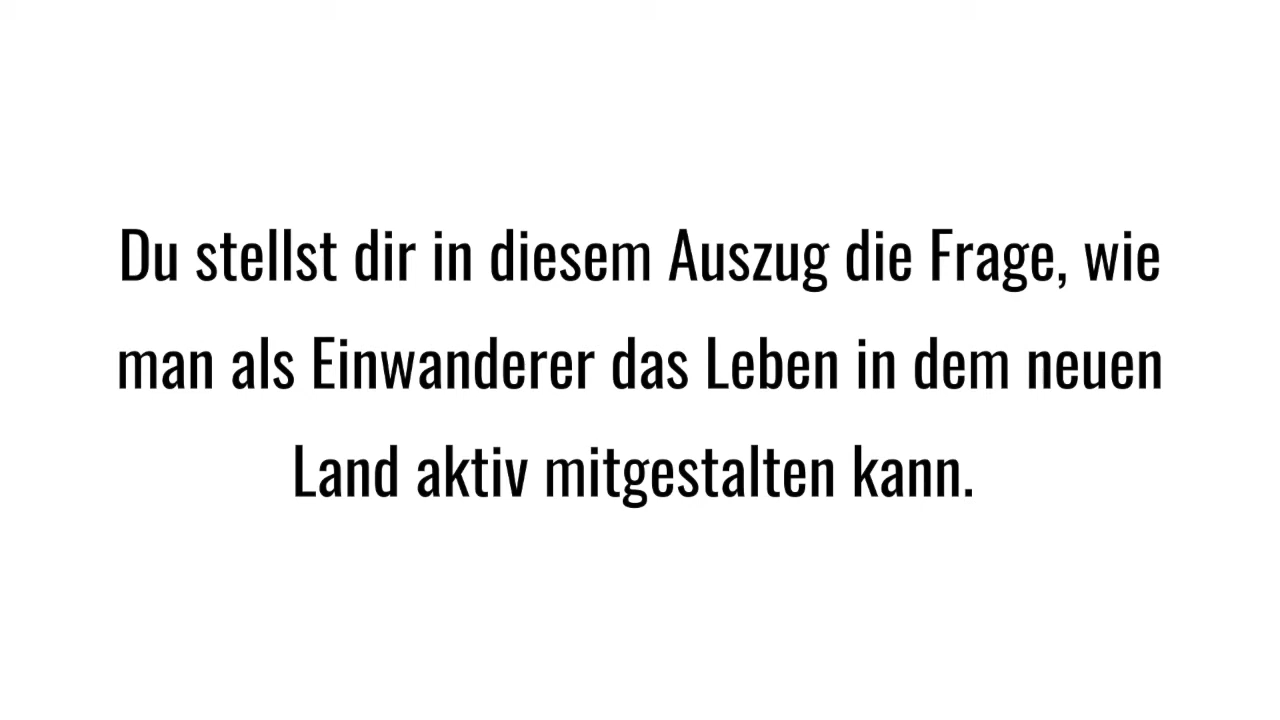 Du stellst dir in diesem Auszug die Frage, wie
man als Einwanderer das Leben in dem neuen
Land aktiv mitgestalten kann.